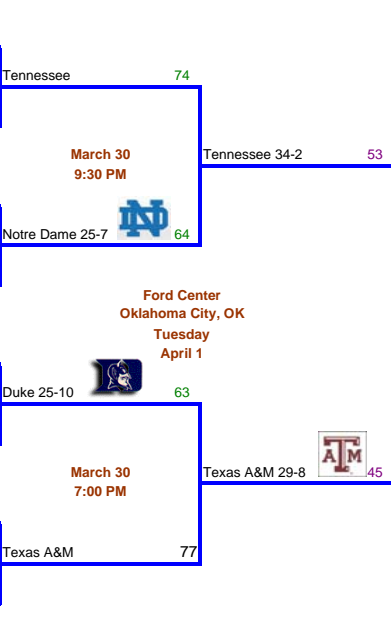 Tennessee 74
March 30
9:30 PM
Tennessee 34-2 53
Notre Dame 25-7 ND 64
Ford Center
Oklahoma City, OK
Tuesday
April 1
Duke 25-10 D 63
March 30
7:00 PM
Texas A&M 29-8 ATM 45
Texas A&M 77